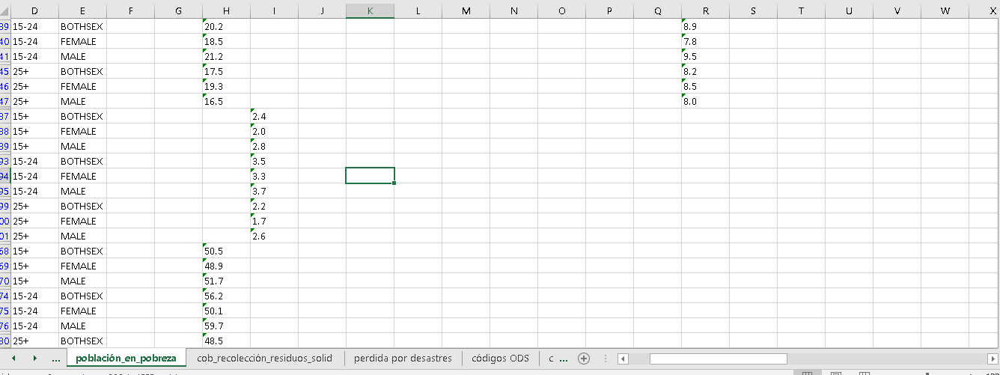 D E F G H I J K L M N O P Q R S T U V W X
39 15-24 BOTHSEX 20.2 8.9
40 15-24 FEMALE 18.5 7.8
41 15-24 MALE 21.2 9.5
45 25+ BOTHSEX 17.5 8.2
46 25+ FEMALE 19.3 8.5
47 25+ MALE 16.5 8.0
87 15+ BOTHSEX 2.4
88 15+ FEMALE 2.0
89 15+ MALE 2.8
93 15-24 BOTHSEX 3.5
94 15-24 FEMALE 3.3
95 15-24 MALE 3.7
99 25+ BOTHSEX 2.2
00 25+ FEMALE 1.7
01 25+ MALE 2.6
68 15+ BOTHSEX 50.5
69 15+ FEMALE 48.9
70 15+ MALE 51.7
74 15-24 BOTHSEX 56.2
75 15-24 FEMALE 50.1
76 15-24 MALE 59.7
80 25+ BOTHSEX 48.5
... población_en_pobreza cob_recolección_residuos_solid perdida por desastres códigos ODS c ...